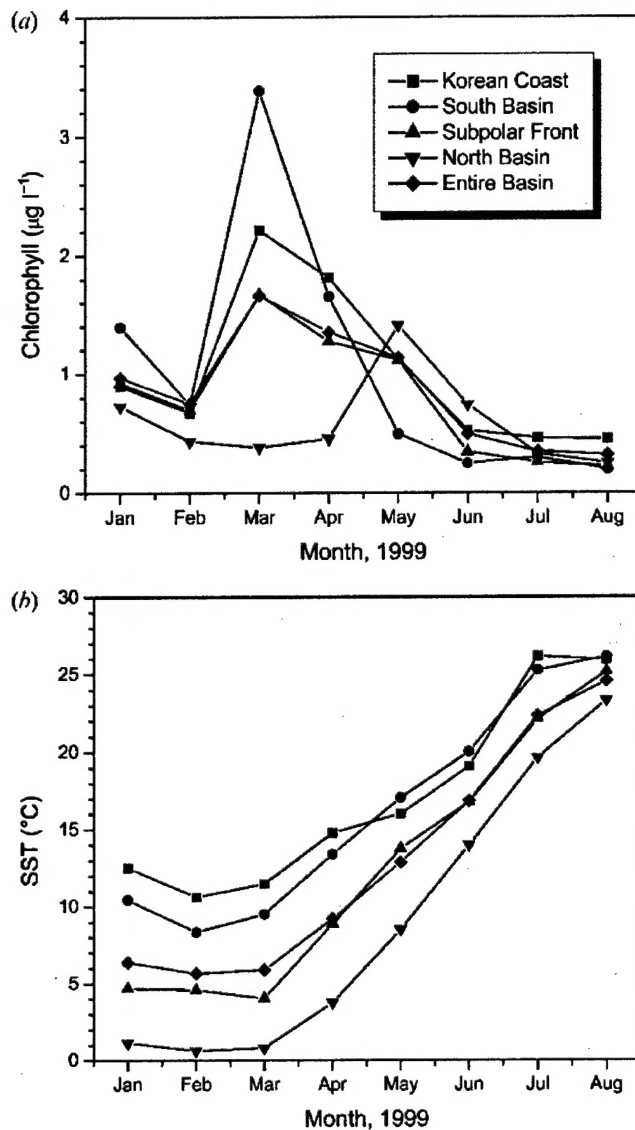 (a)
4
3
2
1
0
Chlorophyll (µg l⁻¹)
Korean Coast
South Basin
Subpolar Front
North Basin
Entire Basin
Jan Feb Mar Apr May Jun Jul Aug
Month, 1999
(b)
30
25
20
15
10
5
0
SST (°C)
Jan Feb Mar Apr May Jun Jul Aug
Month, 1999